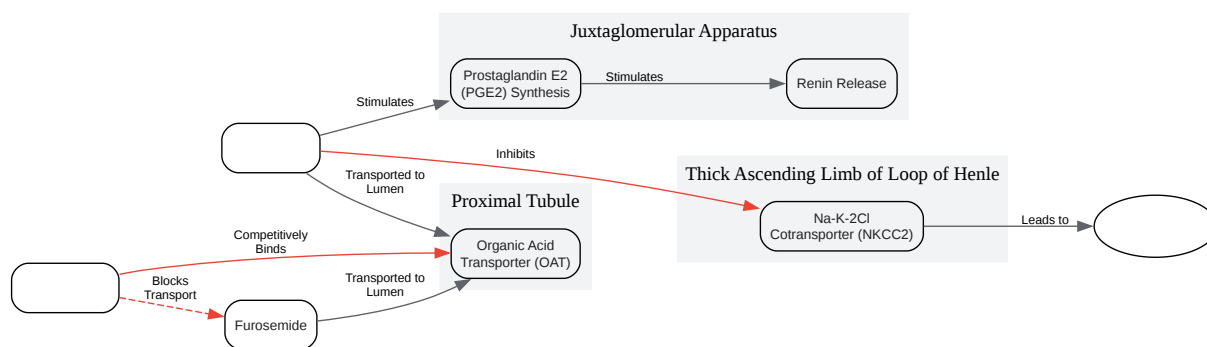 Juxtaglomerular Apparatus
Prostaglandin E2
(PGE2) Synthesis
Stimulates
Renin Release
Stimulates
Inhibits
Transported to
Lumen
Thick Ascending Limb of Loop of Henle
Na-K-2Cl
Cotransporter (NKCC2)
Leads to
Proximal Tubule
Organic Acid
Transporter (OAT)
Competitively
Binds
Blocks
Transport
Transported to
Lumen
Furosemide